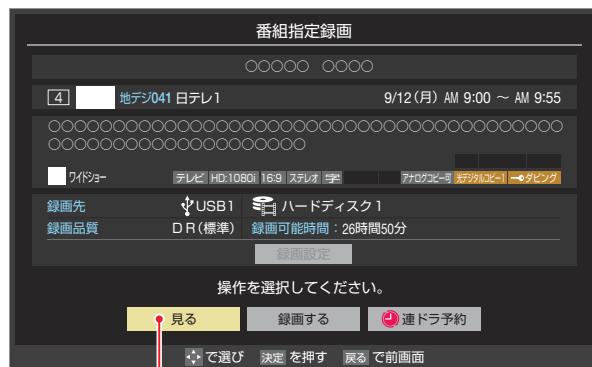 番組指定録画
○○○○○ ○○○○
4 地デジ041 日テレ1 9/12(月) AM 9:00 ～ AM 9:55
○○○○○○○○○○○○○○○○○○○○○○○○○○○○○○○○○○○○○○○○
○○○○○○○○○○○○○○○○○○○○
ワイドショー テレビ HD:1080i 16:9 ステレオ 字 アナログコピー可 光デジタルコピー1 ダビング
録画先 USB1 ハードディスク1
録画品質 DR(標準) 録画可能時間：26時間50分
録画設定
操作を選択してください。
見る 録画する 連ドラ予約
で選び 決定 を押す 戻る で前画面